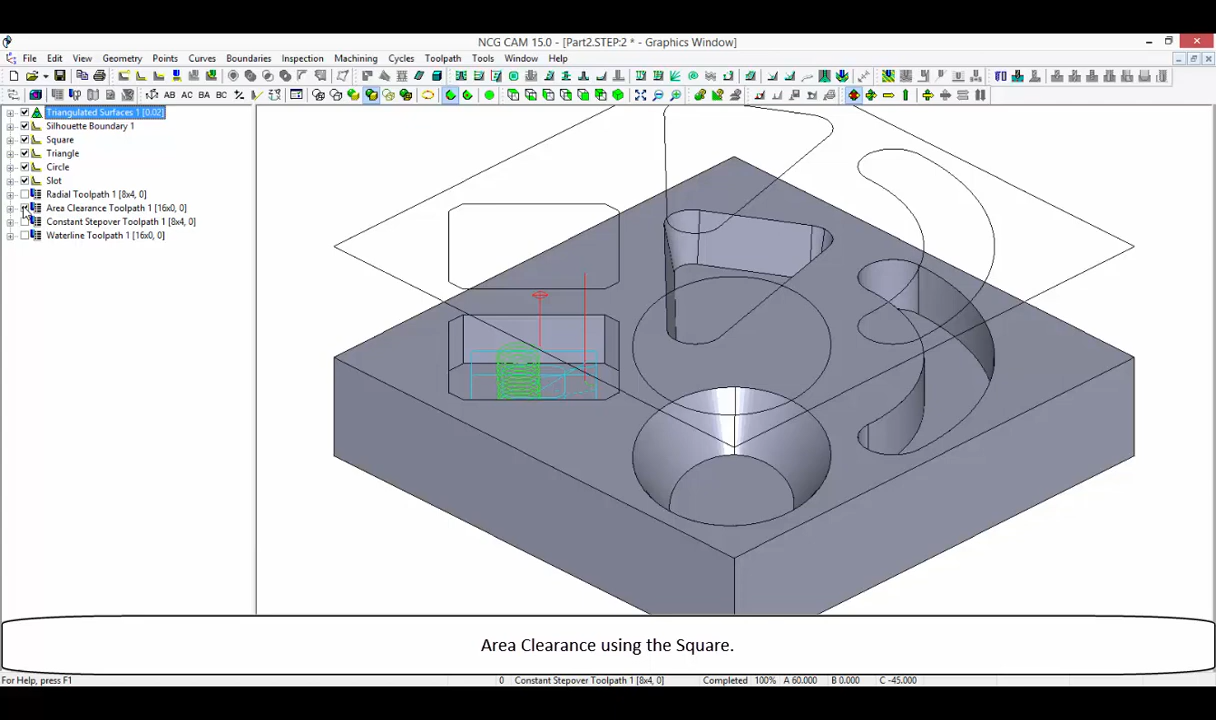 NCG CAM 15.0 - [Part2.STEP:2 * - Graphics Window]
File Edit View Geometry Points Curves Boundaries Inspection Machining Cycles Toolpath Tools Window Help
AB AC BA BC
Triangulated Surfaces 1 [0.02]
Silhouette Boundary 1
Square
Triangle
Circle
Slot
Radial Toolpath 1 [8x4, 0]
Area Clearance Toolpath 1 [16x0, 0]
Constant Stepover Toolpath 1 [8x4, 0]
Waterline Toolpath 1 [16x0, 0]
Area Clearance using the Square.
For Help, press F1 0 Constant Stepover Toolpath 1 [8x4, 0] Completed 100% A 60.000 B 0.000 C -45.000